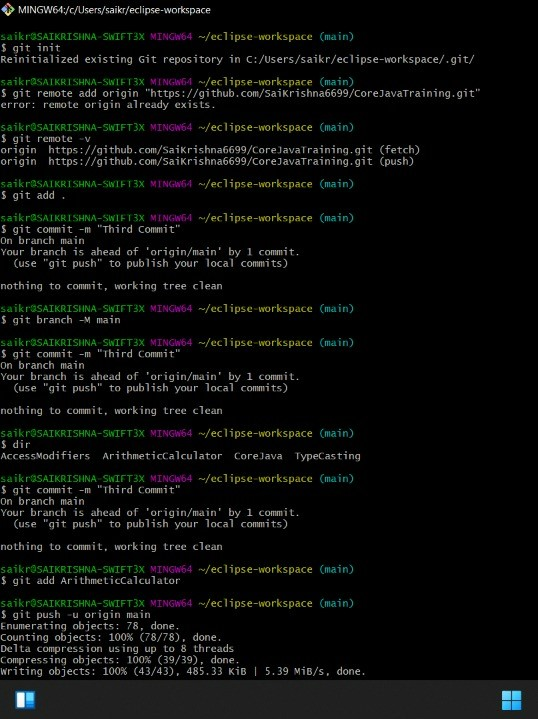 MINGW64:/c/Users/saikr/eclipse-workspace
saikr@SAIKRISHNA-SWIFT3X MINGW64 ~/eclipse-workspace (main)
$ git init
Reinitialized existing Git repository in C:/Users/saikr/eclipse-workspace/.git/
saikr@SAIKRISHNA-SWIFT3X MINGW64 ~/eclipse-workspace (main)
$ git remote add origin "https://github.com/SaiKrishna6699/CoreJavaTraining.git"
error: remote origin already exists.
saikr@SAIKRISHNA-SWIFT3X MINGW64 ~/eclipse-workspace (main)
$ git remote -v
origin  https://github.com/SaiKrishna6699/CoreJavaTraining.git (fetch)
origin  https://github.com/SaiKrishna6699/CoreJavaTraining.git (push)
saikr@SAIKRISHNA-SWIFT3X MINGW64 ~/eclipse-workspace (main)
$ git add .
saikr@SAIKRISHNA-SWIFT3X MINGW64 ~/eclipse-workspace (main)
$ git commit -m "Third Commit"
On branch main
Your branch is ahead of 'origin/main' by 1 commit.
  (use "git push" to publish your local commits)
nothing to commit, working tree clean
saikr@SAIKRISHNA-SWIFT3X MINGW64 ~/eclipse-workspace (main)
$ git branch -M main
saikr@SAIKRISHNA-SWIFT3X MINGW64 ~/eclipse-workspace (main)
$ git commit -m "Third Commit"
On branch main
Your branch is ahead of 'origin/main' by 1 commit.
  (use "git push" to publish your local commits)
nothing to commit, working tree clean
saikr@SAIKRISHNA-SWIFT3X MINGW64 ~/eclipse-workspace (main)
$ dir
AccessModifiers  ArithmeticCalculator  CoreJava  TypeCasting
saikr@SAIKRISHNA-SWIFT3X MINGW64 ~/eclipse-workspace (main)
$ git commit -m "Third Commit"
On branch main
Your branch is ahead of 'origin/main' by 1 commit.
  (use "git push" to publish your local commits)
nothing to commit, working tree clean
saikr@SAIKRISHNA-SWIFT3X MINGW64 ~/eclipse-workspace (main)
$ git add ArithmeticCalculator
saikr@SAIKRISHNA-SWIFT3X MINGW64 ~/eclipse-workspace (main)
$ git push -u origin main
Enumerating objects: 78, done.
Counting objects: 100% (78/78), done.
Delta compression using up to 8 threads
Compressing objects: 100% (39/39), done.
Writing objects: 100% (43/43), 485.33 KiB | 5.39 MiB/s, done.